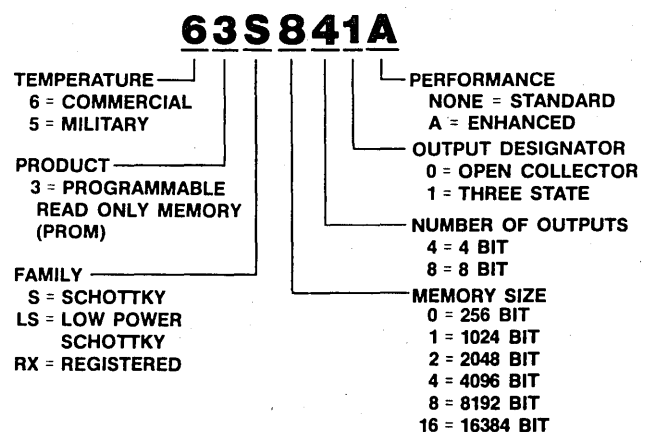 63S841A
TEMPERATURE
6 = COMMERCIAL
5 = MILITARY
PRODUCT
3 = PROGRAMMABLE
READ ONLY MEMORY
(PROM)
FAMILY
S = SCHOTTKY
LS = LOW POWER
SCHOTTKY
RX = REGISTERED
PERFORMANCE
NONE = STANDARD
A = ENHANCED
OUTPUT DESIGNATOR
0 = OPEN COLLECTOR
1 = THREE STATE
NUMBER OF OUTPUTS
4 = 4 BIT
8 = 8 BIT
MEMORY SIZE
0 = 256 BIT
1 = 1024 BIT
2 = 2048 BIT
4 = 4096 BIT
8 = 8192 BIT
16 = 16384 BIT